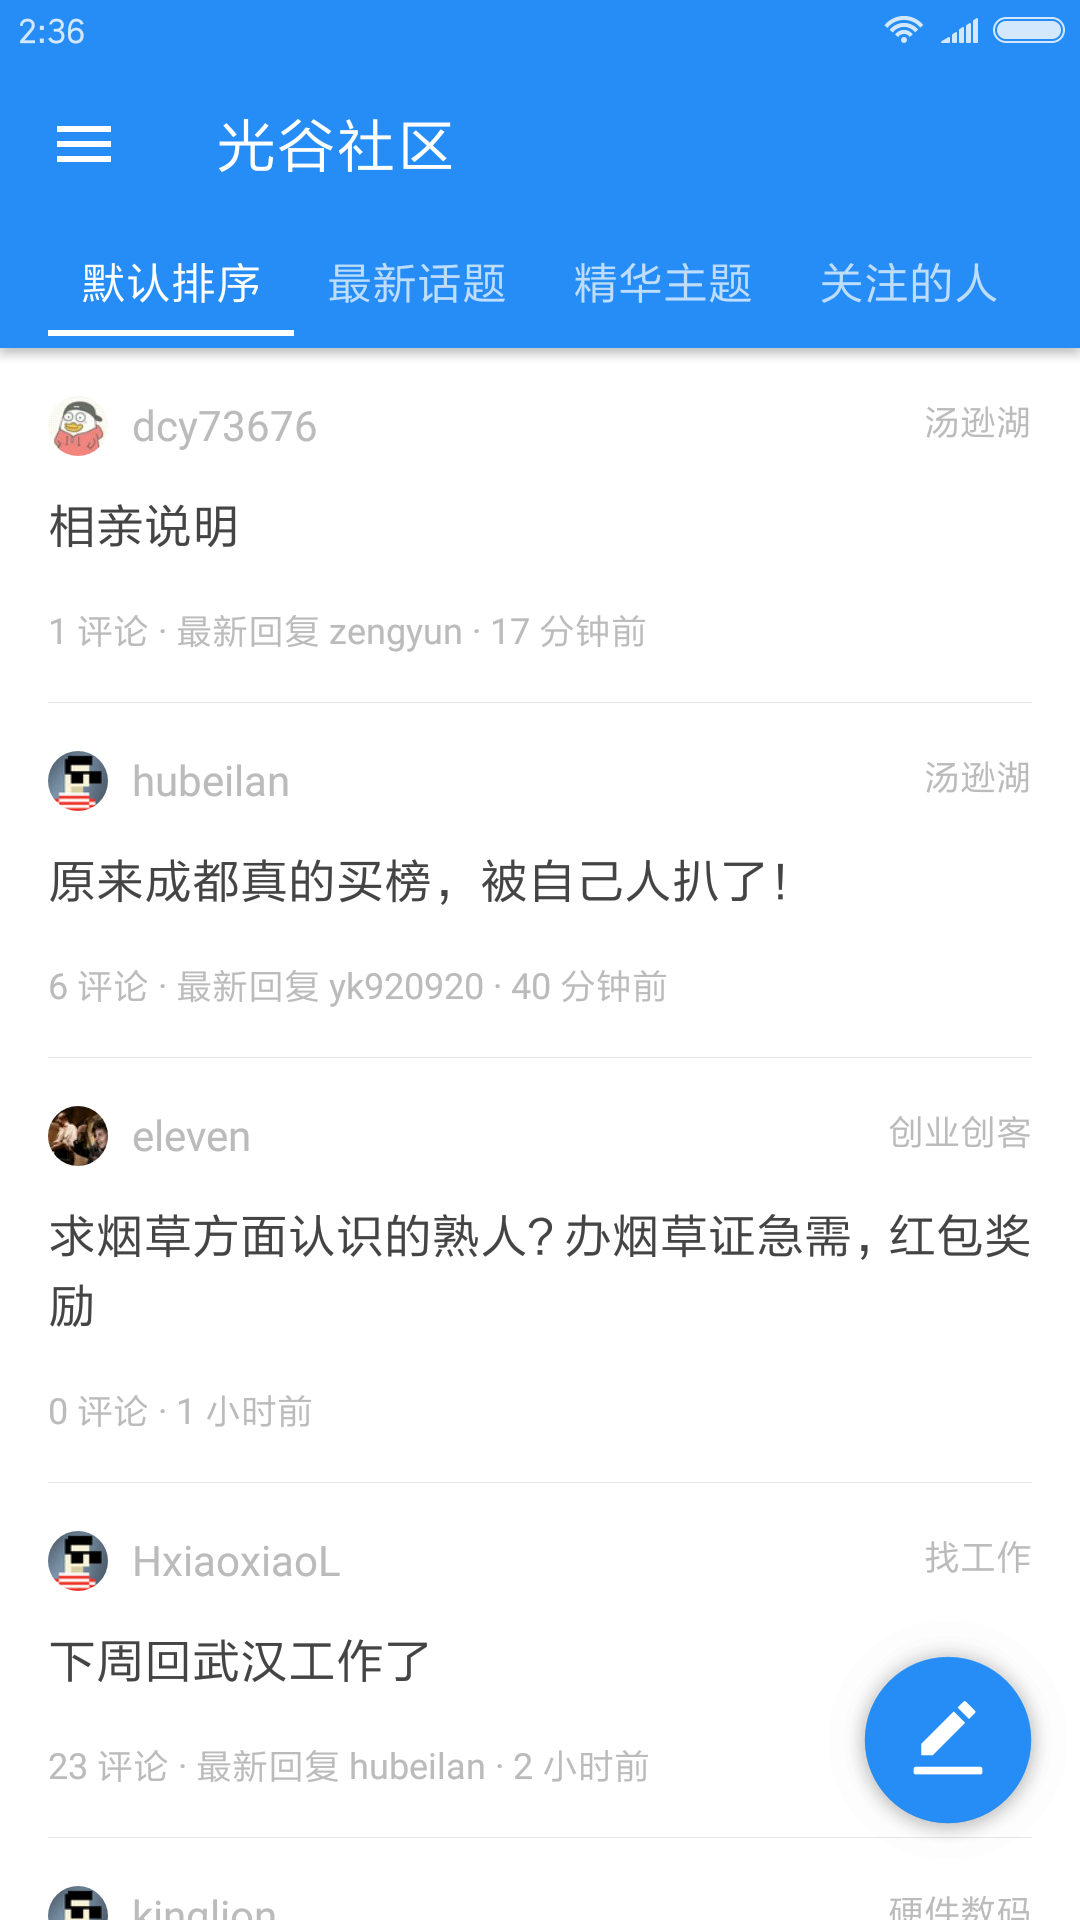 2:36
光谷社区
默认排序 最新话题 精华主题 关注的人
dcy73676 汤逊湖
相亲说明
1 评论 · 最新回复 zengyun · 17 分钟前
hubeilan 汤逊湖
原来成都真的买榜，被自己人扒了！
6 评论 · 最新回复 yk920920 · 40 分钟前
eleven 创业创客
求烟草方面认识的熟人？办烟草证急需，红包奖
励
0 评论 · 1 小时前
HxiaoxiaoL 找工作
下周回武汉工作了
23 评论 · 最新回复 hubeilan · 2 小时前
kinglion 硬件数码